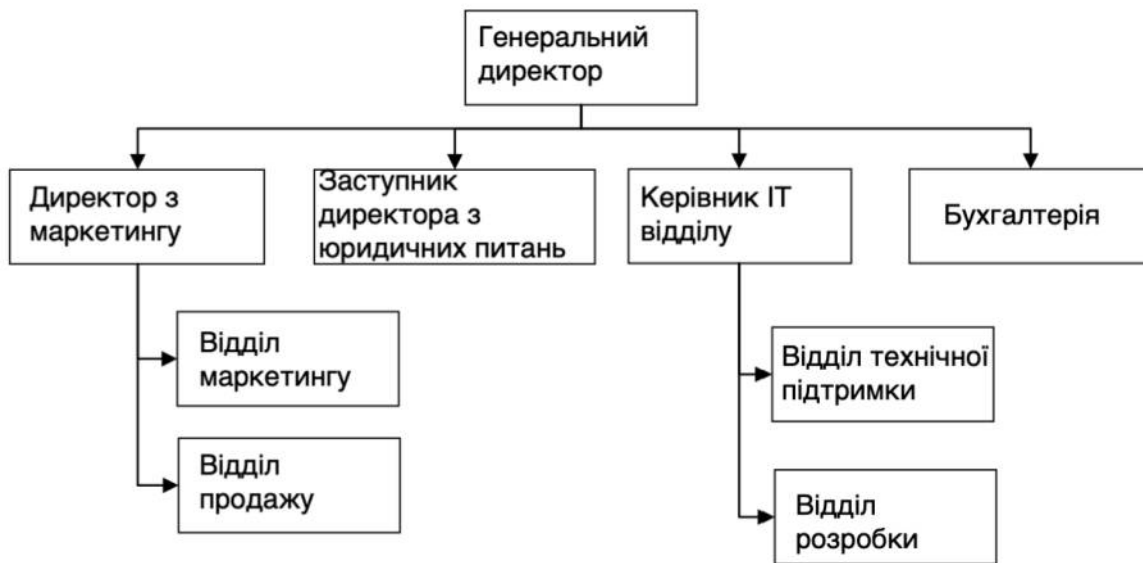 Генеральний
директор
Директор з
маркетингу
Заступник
директора з
юридичних питань
Керівник ІТ
відділу
Бухгалтерія
Відділ
маркетингу
Відділ
продажу
Відділ технічної
підтримки
Відділ
розробки